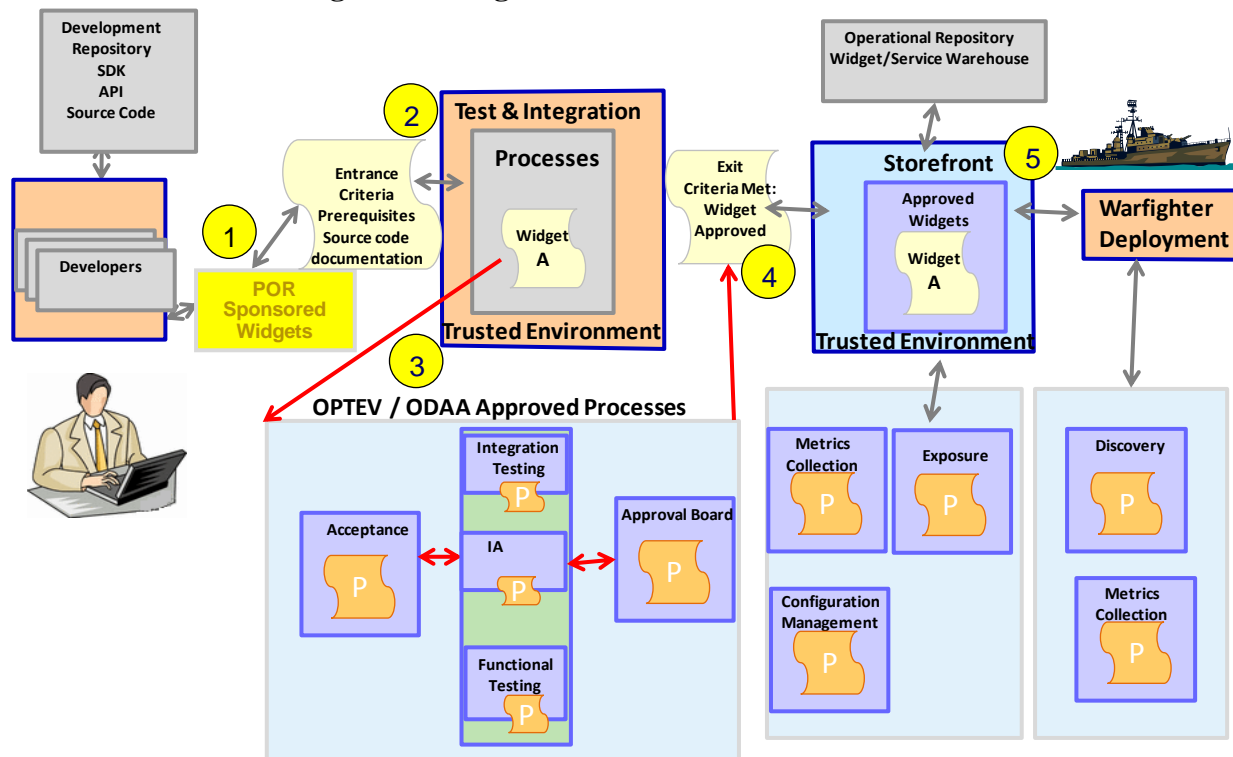 Development
Repository
SDK
API
Source Code
Developers
1
POR
Sponsored
Widgets
Entrance
Criteria
Prerequisites
Source code
documentation
2
Test & Integration
Processes
Widget
A
Trusted Environment
3
OPTEV / ODAA Approved Processes
Acceptance
P
Integration
Testing
P
IA
P
Functional
Testing
P
Approval Board
P
Exit
Criteria Met:
Widget
Approved
4
Operational Repository
Widget/Service Warehouse
Storefront
5
Approved
Widgets
Widget
A
Trusted Environment
Warfighter
Deployment
Metrics
Collection
P
Exposure
P
Configuration
Management
P
Discovery
P
Metrics
Collection
P